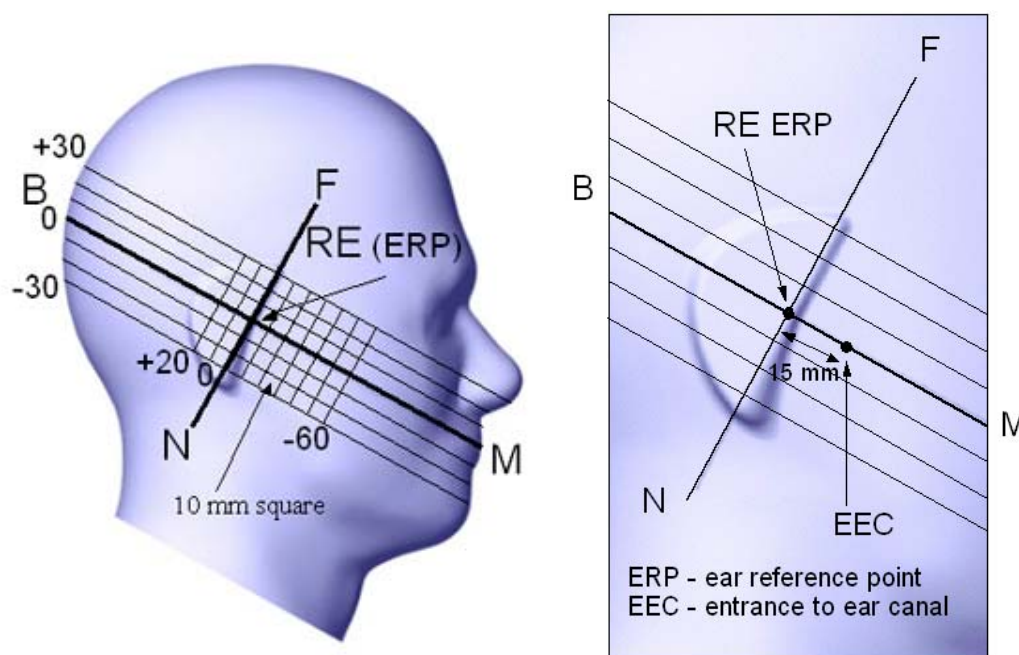 +30
B
0
-30
F
RE (ERP)
+20
0
N
-60
M
10 mm square
F
RE ERP
B
15 mm
M
N
EEC
ERP - ear reference point
EEC - entrance to ear canal